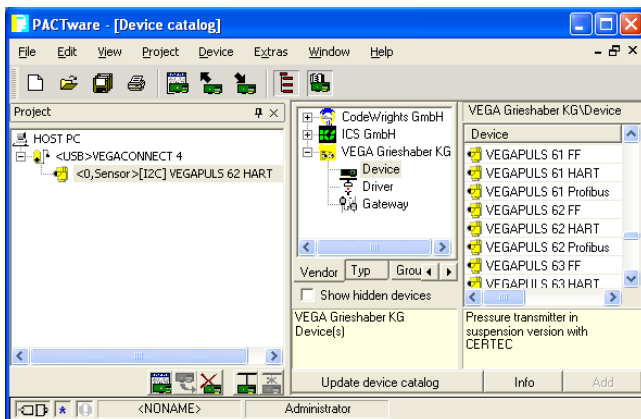 PACTware - [Device catalog]
File Edit View Project Device Extras Window Help
Project
HOST PC
<USB>VEGACONNECT 4
<0,Sensor>[I2C] VEGAPULS 62 HART
CodeWrights GmbH
ICS GmbH
VEGA Grieshaber KG
Device
Driver
Gateway
Vendor Typ Grou
Show hidden devices
VEGA Grieshaber KG
Device(s)
VEGA Grieshaber KG\Device
Device
VEGAPULS 61 FF
VEGAPULS 61 HART
VEGAPULS 61 Profibus
VEGAPULS 62 FF
VEGAPULS 62 HART
VEGAPULS 62 Profibus
VEGAPULS 63 FF
VEGAPULS 63 HART
Pressure transmitter in
suspension version with
CERTEC
Update device catalog Info Add
<NONAME> Administrator